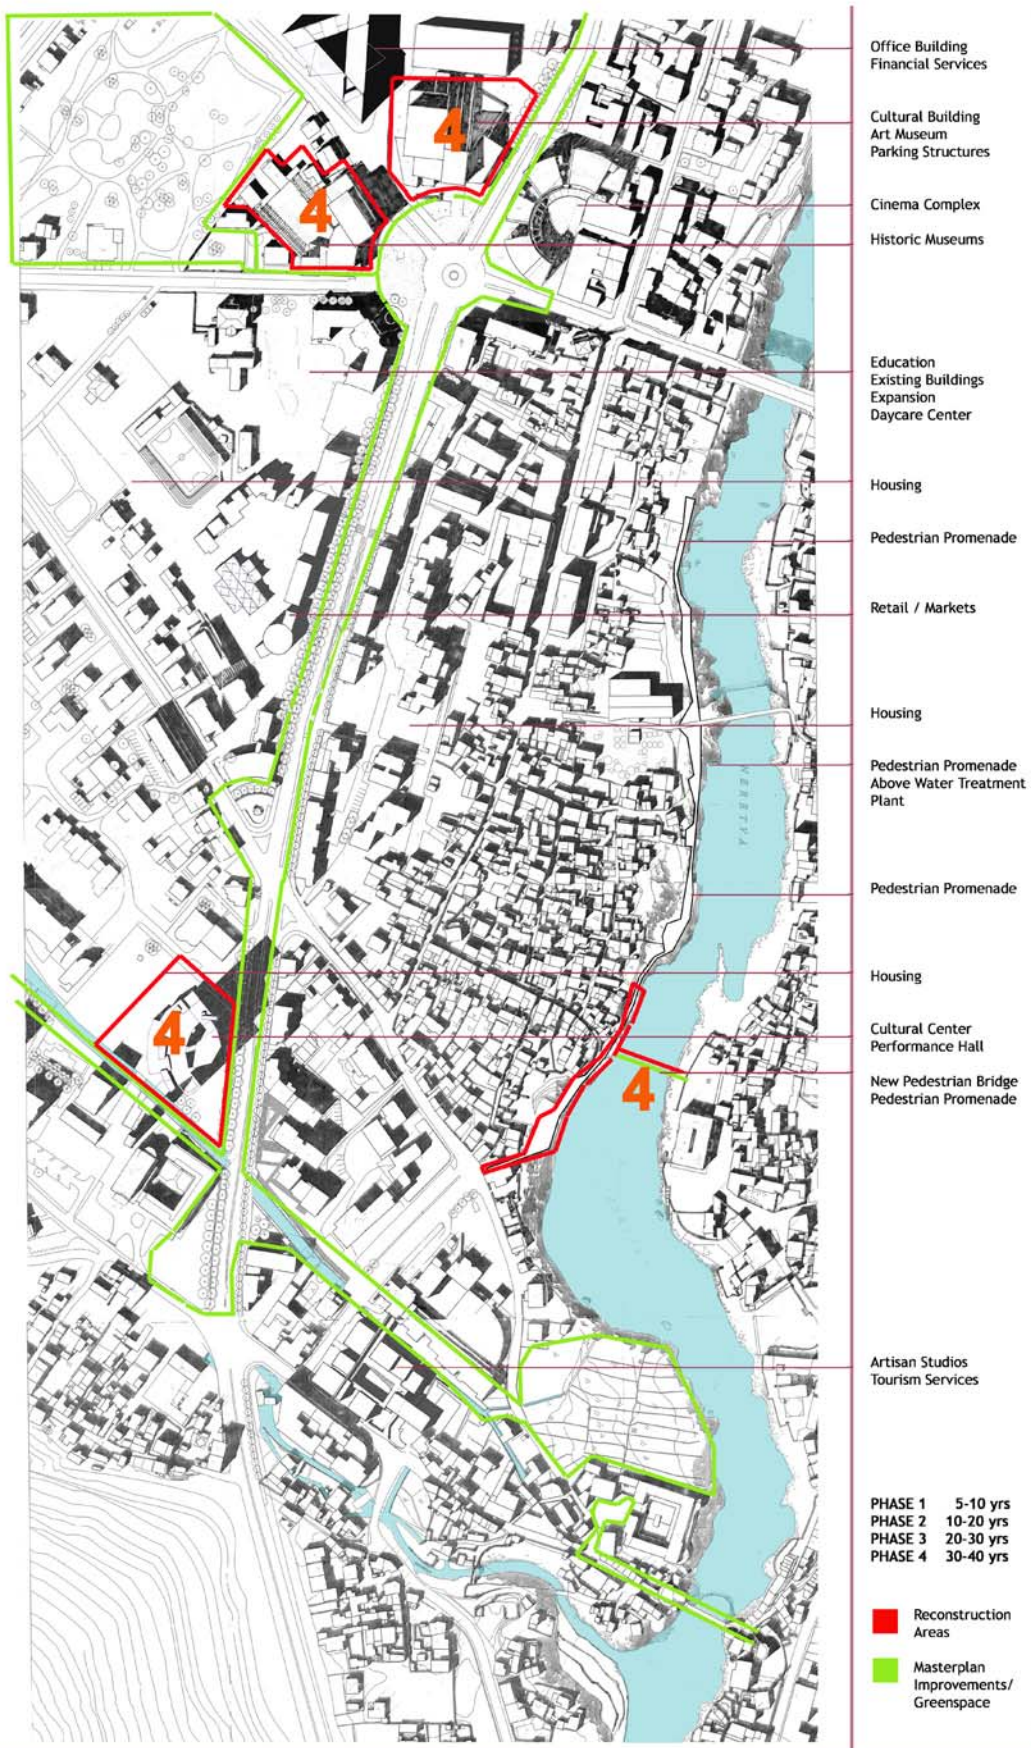 Office Building
Financial Services
4
Cultural Building
Art Museum
Parking Structures
4
Cinema Complex
Historic Museums
Education
Existing Buildings
Expansion
Daycare Center
Housing
Pedestrian Promenade
Retail / Markets
Housing
Pedestrian Promenade
Above Water Treatment
Plant
NERETVA
Pedestrian Promenade
Housing
4
Cultural Center
Performance Hall
New Pedestrian Bridge
Pedestrian Promenade
4
Artisan Studios
Tourism Services
PHASE 1 5-10 yrs
PHASE 2 10-20 yrs
PHASE 3 20-30 yrs
PHASE 4 30-40 yrs
Reconstruction
Areas
Masterplan
Improvements/
Greenspace